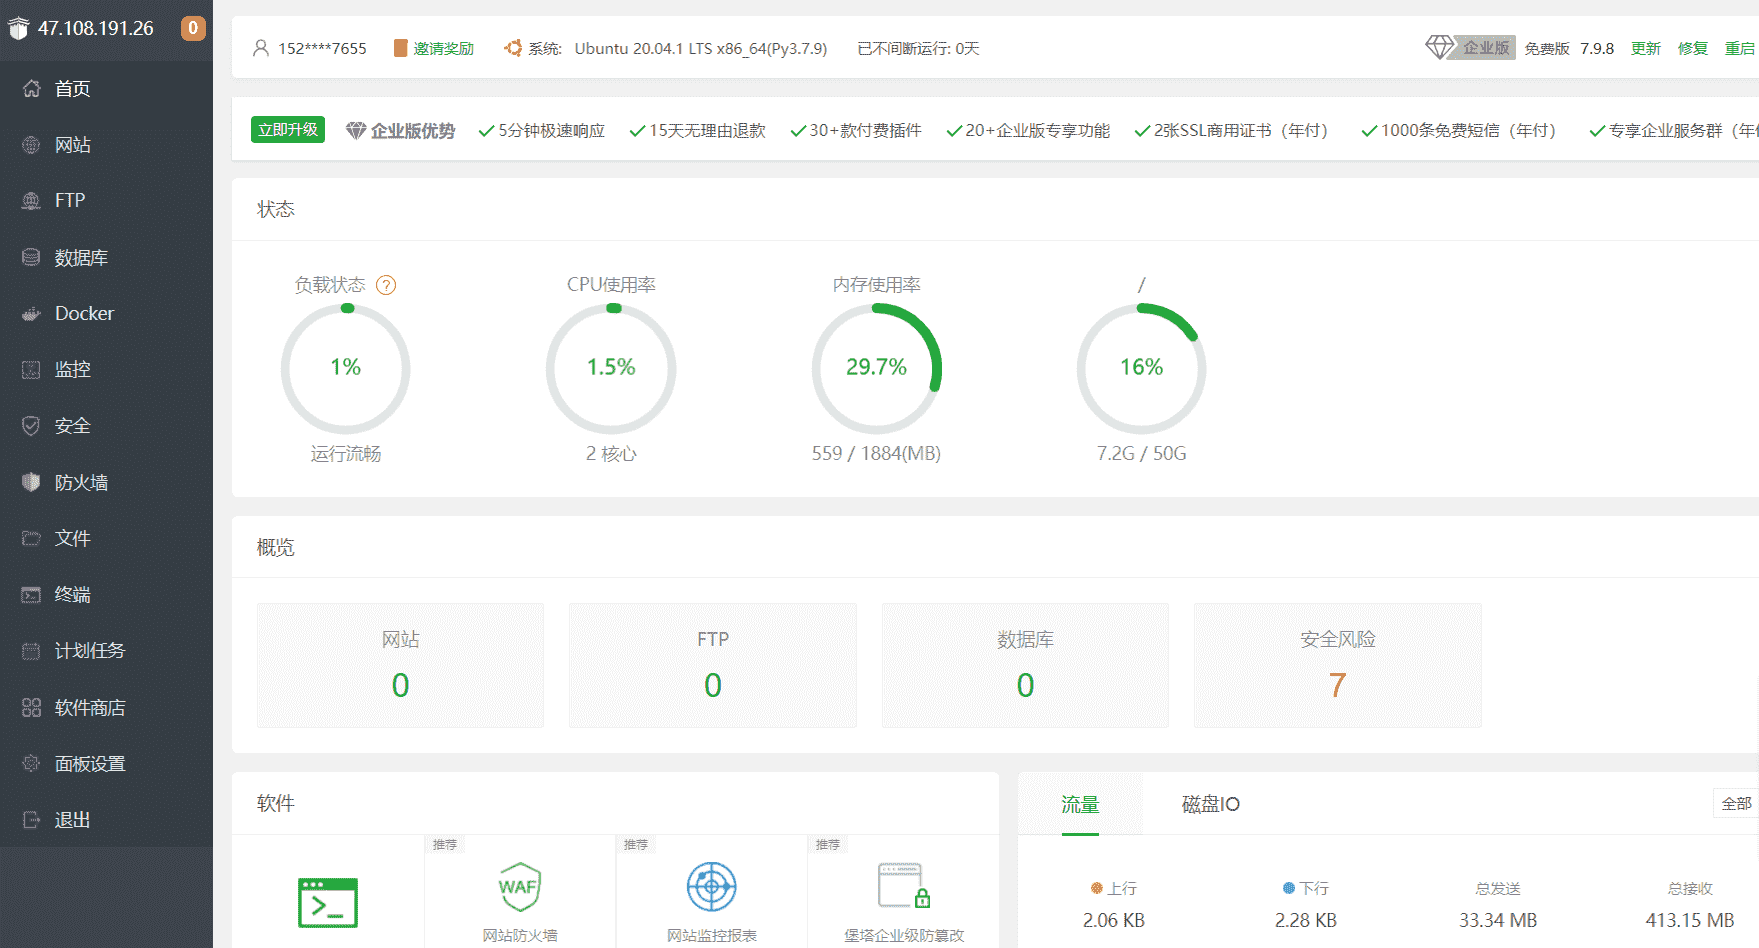 47.108.191.26 0
首页
网站
FTP
数据库
Docker
监控
安全
防火墙
文件
终端
计划任务
软件商店
面板设置
退出
152****7655 邀请奖励 系统: Ubuntu 20.04.1 LTS x86_64(Py3.7.9) 已不间断运行: 0天 企业版 免费版 7.9.8 更新 修复 重启
立即升级 企业版优势 5分钟极速响应 15天无理由退款 30+款付费插件 20+企业版专享功能 2张SSL商用证书（年付） 1000条免费短信（年付） 专享企业服务群（年
状态
负载状态 ? CPU使用率 内存使用率 /
1% 1.5% 29.7% 16%
运行流畅 2 核心 559 / 1884(MB) 7.2G / 50G
概览
网站 FTP 数据库 安全风险
0 0 0 7
软件
推荐 推荐 推荐
WAF
网站防火墙 网站监控报表 堡塔企业级防篡改
流量 磁盘IO 全部
上行 下行 总发送 总接收
2.06 KB 2.28 KB 33.34 MB 413.15 MB